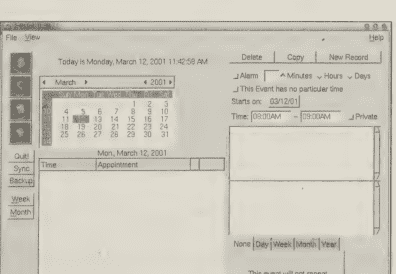 File View
Help
Today is Monday, March 12, 2001 11:42:58 AM
March
2001
1 2 3
4 5 6 7 8 9 10
11 12 13 14 15 16 17
18 19 20 21 22 23 24
25 26 27 28 29 30 31
Mon, March 12, 2001
Time Appointment
Quit!
Sync
Backup
Week
Month
Delete Copy New Record
Alarm Minutes Hours Days
This Event has no particular time
Starts on: 03/12/01
Time: 09:00AM - 09:00AM Private
None Day Week Month Year
This event will not repeat